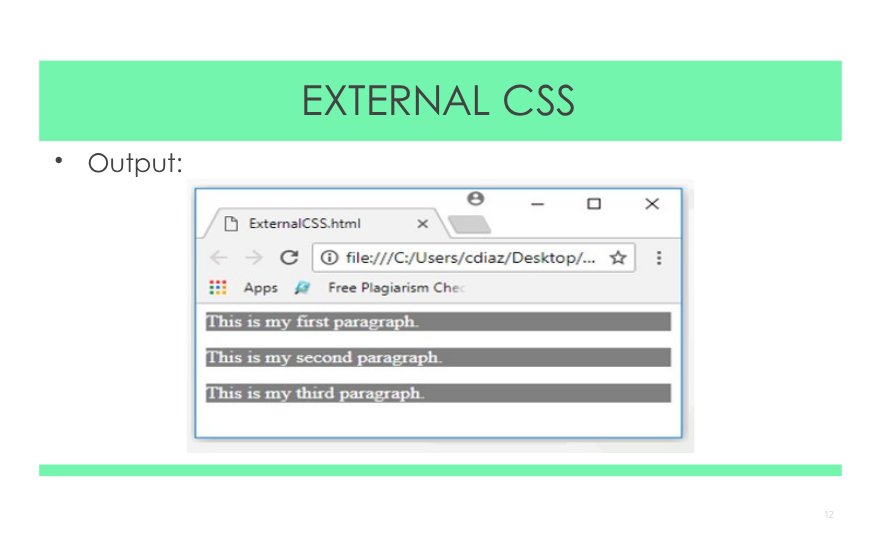 EXTERNAL CSS
• Output:
ExternalCSS.html
file:///C:/Users/cdiaz/Desktop/...
Apps Free Plagiarism Chec
This is my first paragraph.
This is my second paragraph.
This is my third paragraph.
12